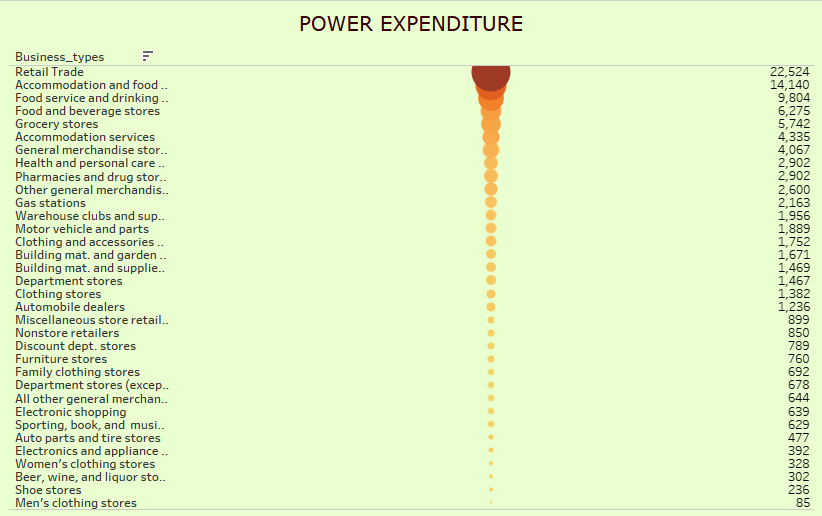 POWER EXPENDITURE
Business_types
Retail Trade 22,524
Accommodation and food .. 14,140
Food service and drinking .. 9,804
Food and beverage stores 6,275
Grocery stores 5,742
Accommodation services 4,335
General merchandise stor.. 4,067
Health and personal care .. 2,902
Pharmacies and drug stor.. 2,902
Other general merchandis.. 2,600
Gas stations 2,163
Warehouse clubs and sup.. 1,956
Motor vehicle and parts 1,889
Clothing and accessories .. 1,752
Building mat. and garden .. 1,671
Building mat. and supplie.. 1,469
Department stores 1,467
Clothing stores 1,382
Automobile dealers 1,236
Miscellaneous store retail.. 899
Nonstore retailers 850
Discount dept. stores 789
Furniture stores 760
Family clothing stores 692
Department stores (excep.. 678
All other general merchan.. 644
Electronic shopping 639
Sporting, book, and musi.. 629
Auto parts and tire stores 477
Electronics and appliance .. 392
Women's clothing stores 328
Beer, wine, and liquor sto.. 302
Shoe stores 236
Men's clothing stores 85